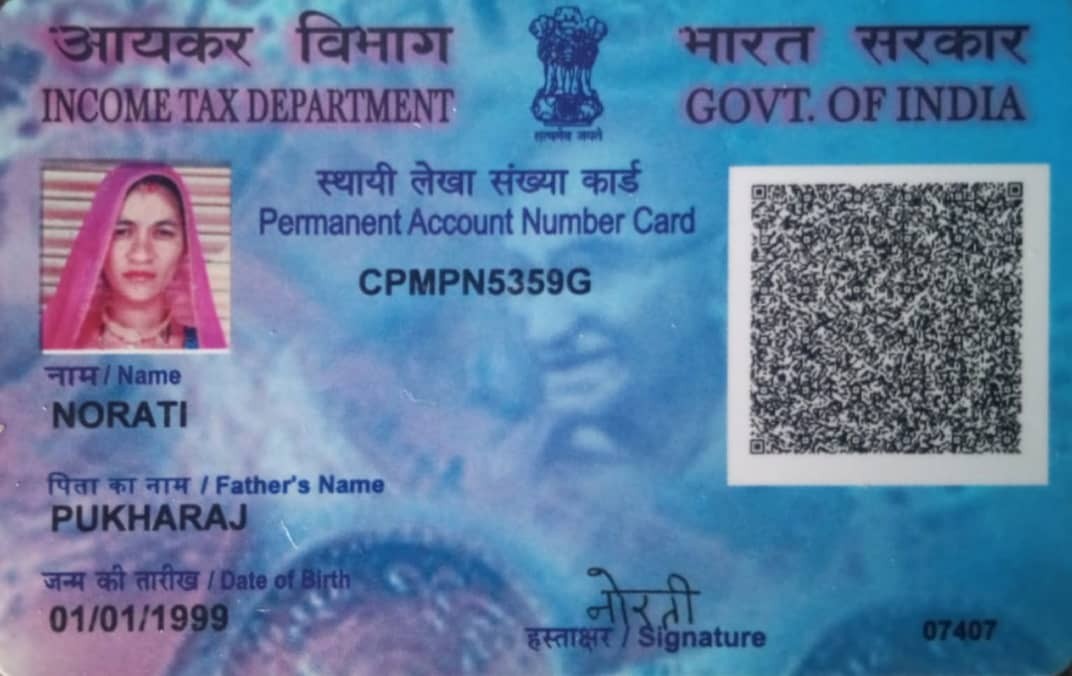 आयकर विभाग
INCOME TAX DEPARTMENT
सत्यमेव जयते
भारत सरकार
GOVT. OF INDIA
स्थायी लेखा संख्या कार्ड
Permanent Account Number Card
CPMPN5359G
नाम / Name
NORATI
पिता का नाम / Father's Name
PUKHARAJ
जन्म की तारीख / Date of Birth
01/01/1999
नोरती
हस्ताक्षर / Signature
07407